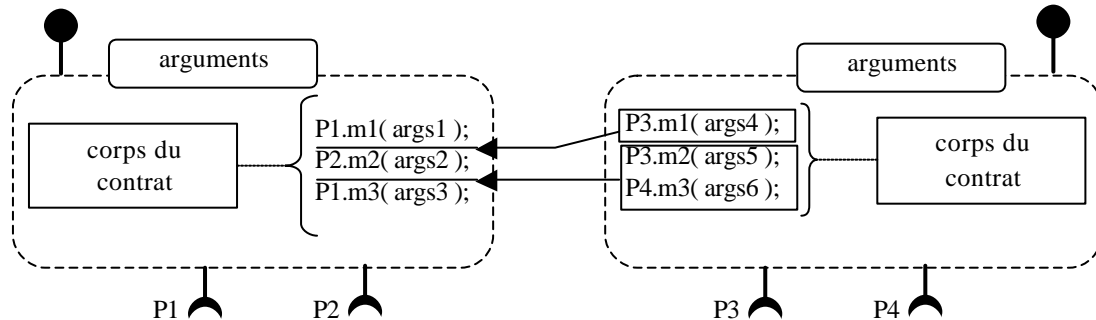 arguments
corps du
contrat
P1.m1( args1 );
P2.m2( args2 );
P1.m3( args3 );
P1
P2
arguments
P3.m1( args4 );
P3.m2( args5 );
P4.m3( args6 );
corps du
contrat
P3
P4